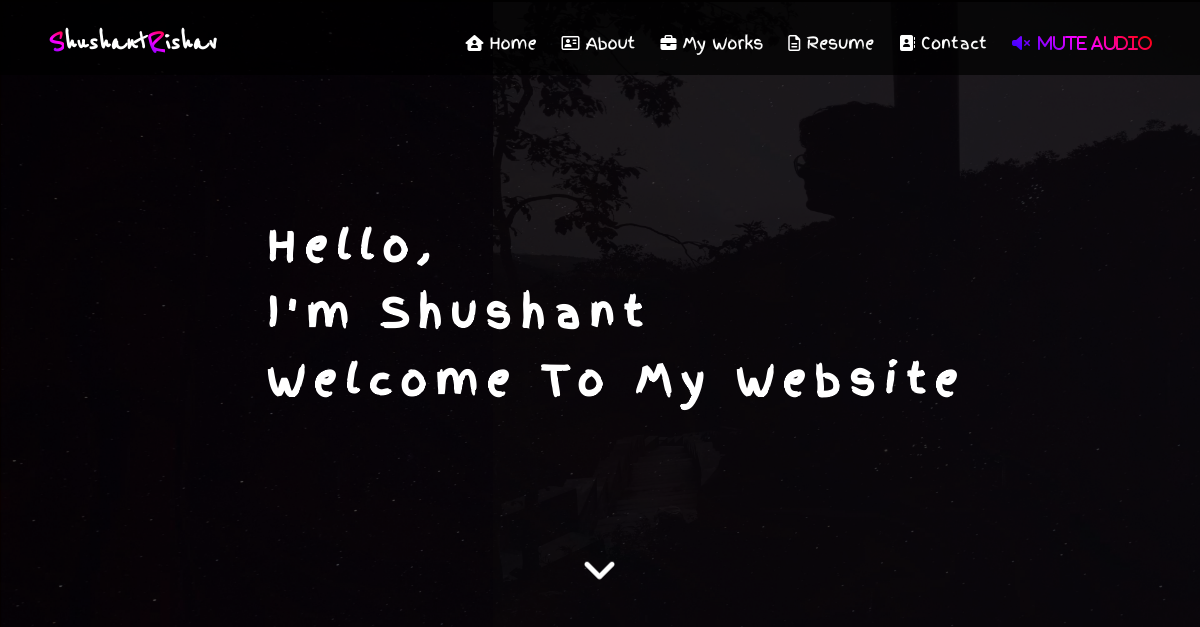 ShushantRishav
Home
About
My Works
Resume
Contact
MUTE AUDIO
Hello,
I'm Shushant
Welcome To My Website